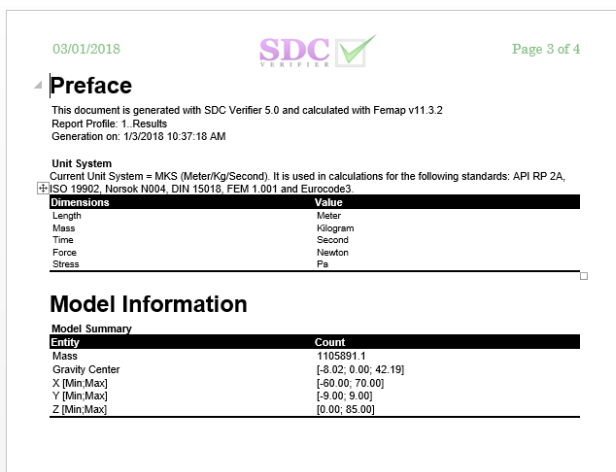 03/01/2018 SDC VERIFIER Page 3 of 4
Preface
This document is generated with SDC Verifier 5.0 and calculated with Femap v11.3.2
Report Profile: 1..Results
Generation on: 1/3/2018 10:37:18 AM
Unit System
Current Unit System = MKS (Meter/Kg/Second). It is used in calculations for the following standards: API RP 2A,
ISO 19902, Norsok N004, DIN 15018, FEM 1.001 and Eurocode3.
Dimensions Value
Length Meter
Mass Kilogram
Time Second
Force Newton
Stress Pa
Model Information
Model Summary
Entity Count
Mass 1105891.1
Gravity Center [-8.02; 0.00; 42.19]
X [Min;Max] [-60.00; 70.00]
Y [Min;Max] [-9.00; 9.00]
Z [Min;Max] [0.00; 85.00]